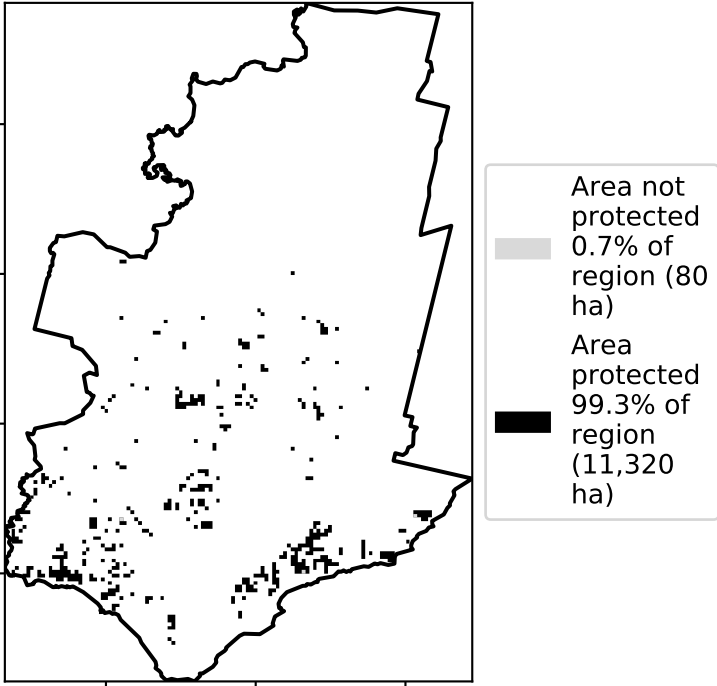 Area not
protected
0.7% of
region (80
ha)
Area
protected
99.3% of
region
(11,320
ha)